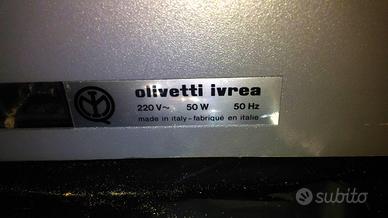 olivetti ivrea
220 V~ 50 W 50 Hz
made in italy - fabriqué en italie
subito